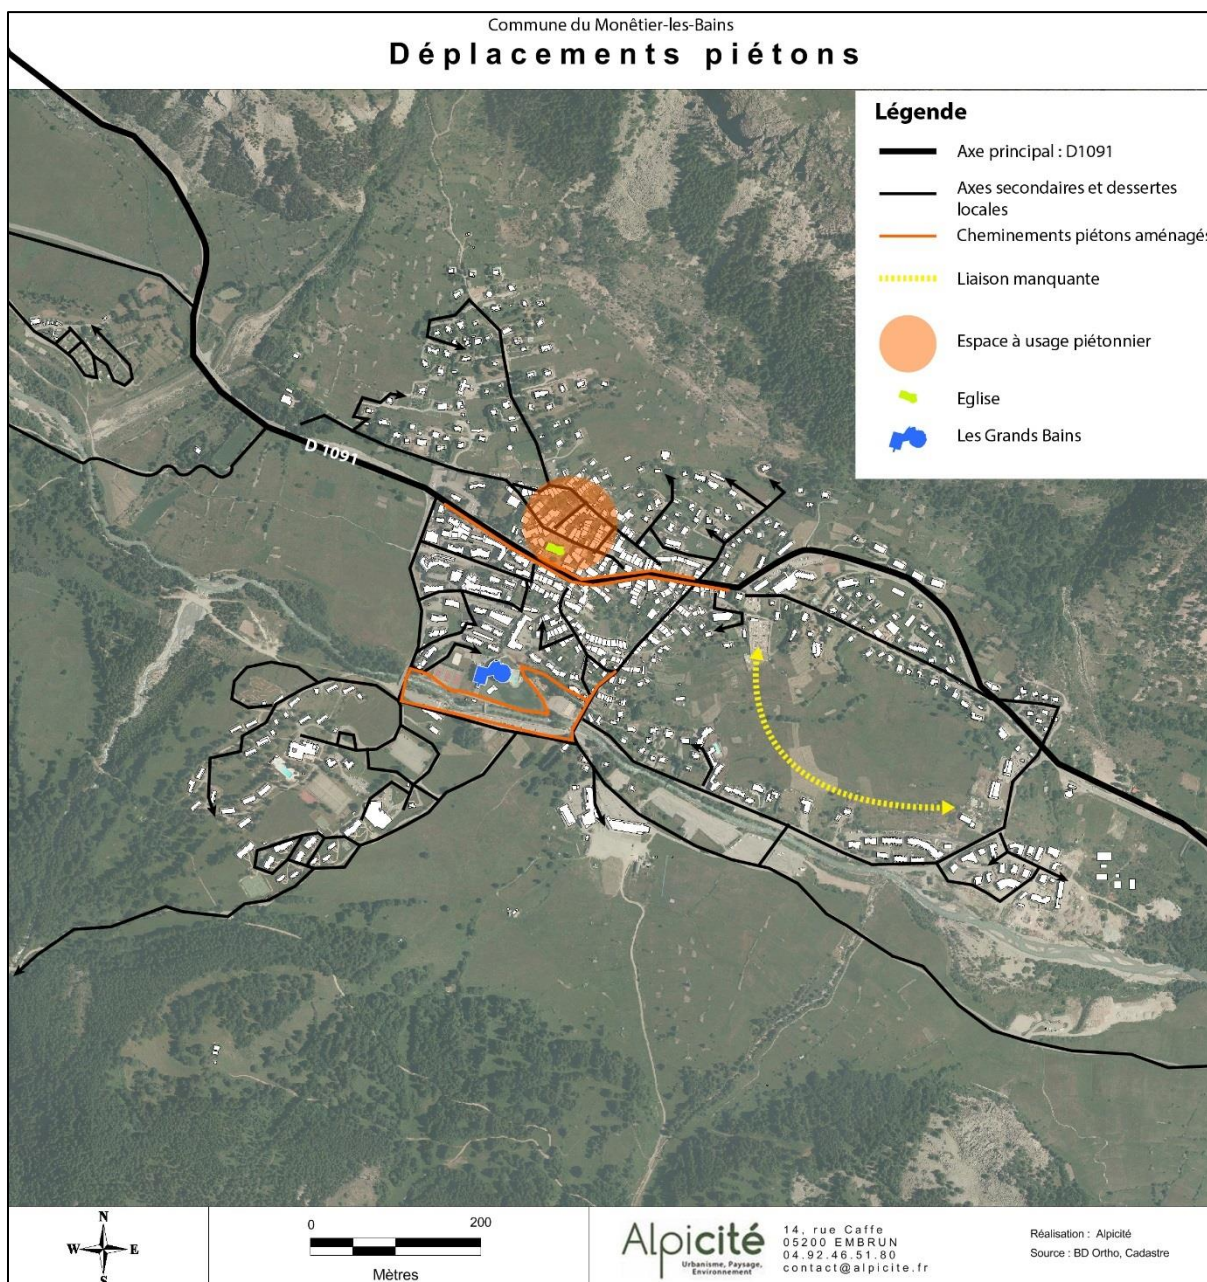 Commune du Monêtier-les-Bains
Déplacements piétons
Légende
Axe principal : D1091
Axes secondaires et dessertes
locales
Cheminements piétons aménagés
Liaison manquante
Espace à usage piétonnier
Eglise
Les Grands Bains
D 1091
N
W E
S
0 200
Mètres
Alpicité
Urbanisme, Paysage,
Environnement
14, rue Caffe
05200 EMBRUN
04.92.46.51.80
contact@alpicite.fr
Réalisation : Alpicité
Source : BD Ortho, Cadastre